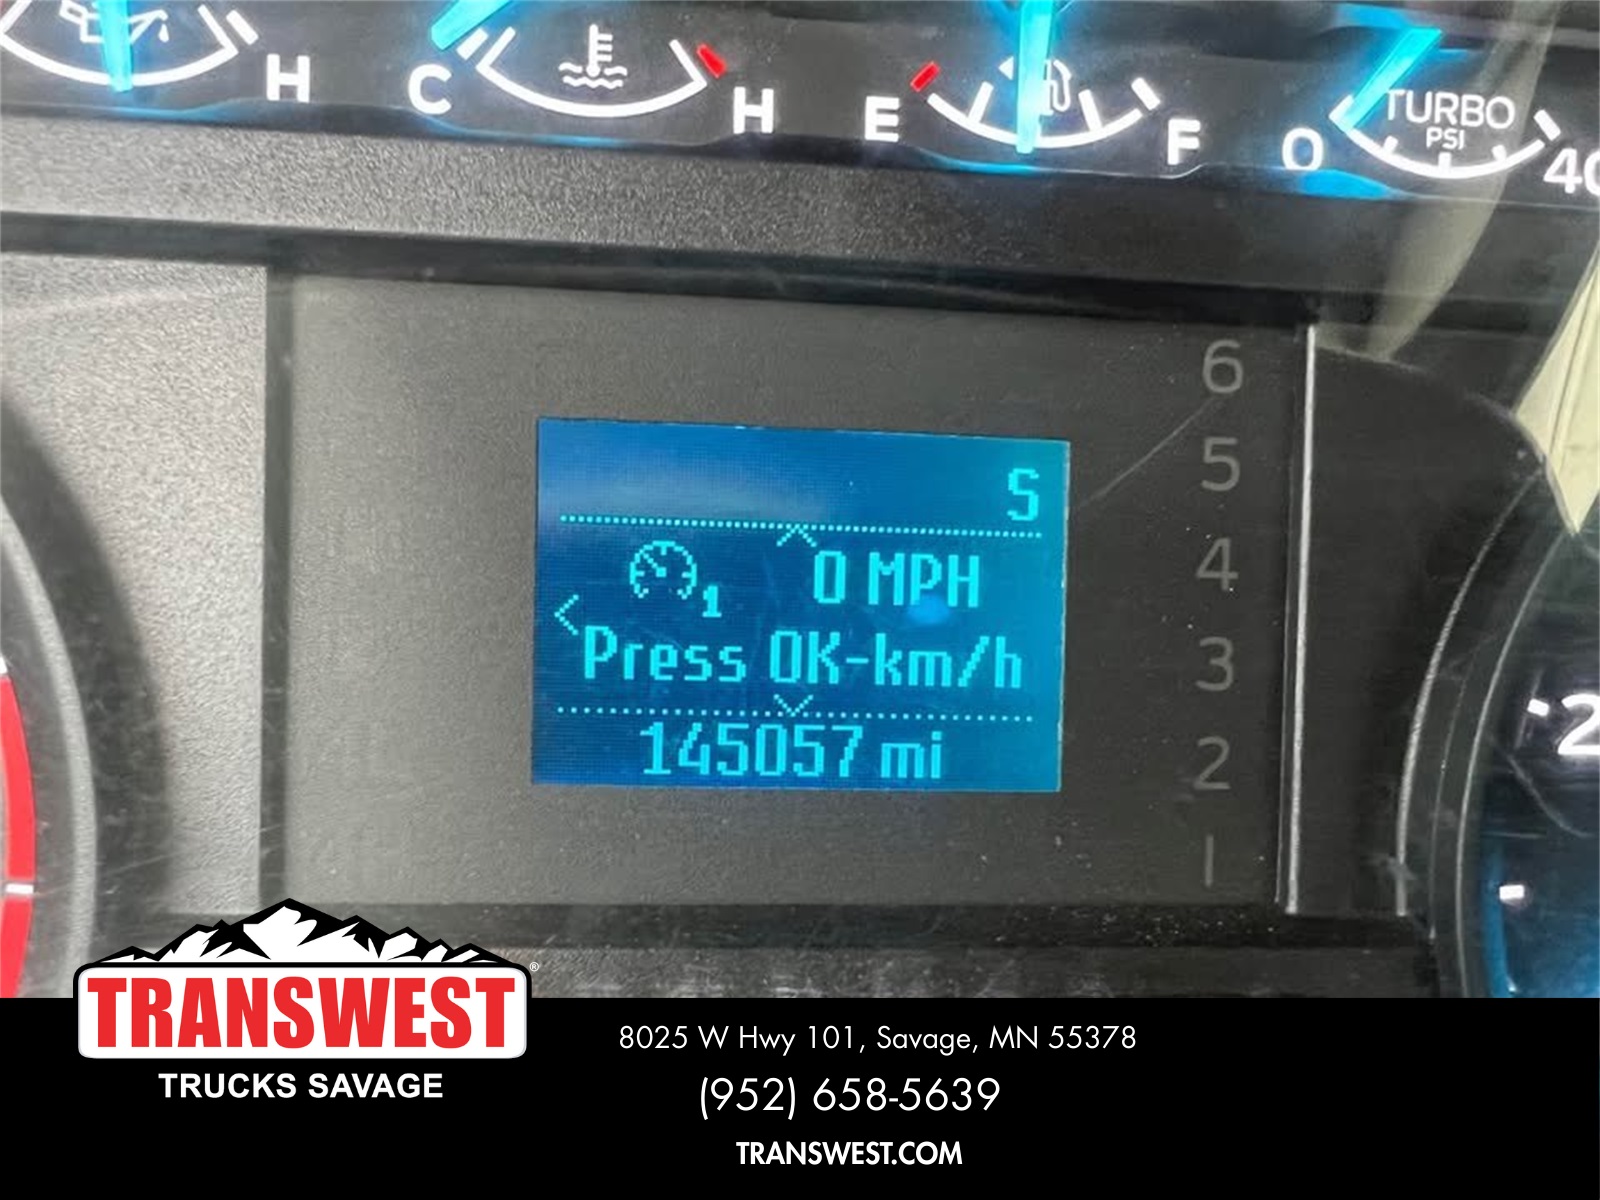 H C H E F 0 TURBO 40
PSI
6
5
4
3
2
1
S
0 MPH
1
Press OK-km/h
145057 mi
2
TRANSWEST®
TRUCKS SAVAGE
8025 W Hwy 101, Savage, MN 55378
(952) 658-5639
TRANSWEST.COM